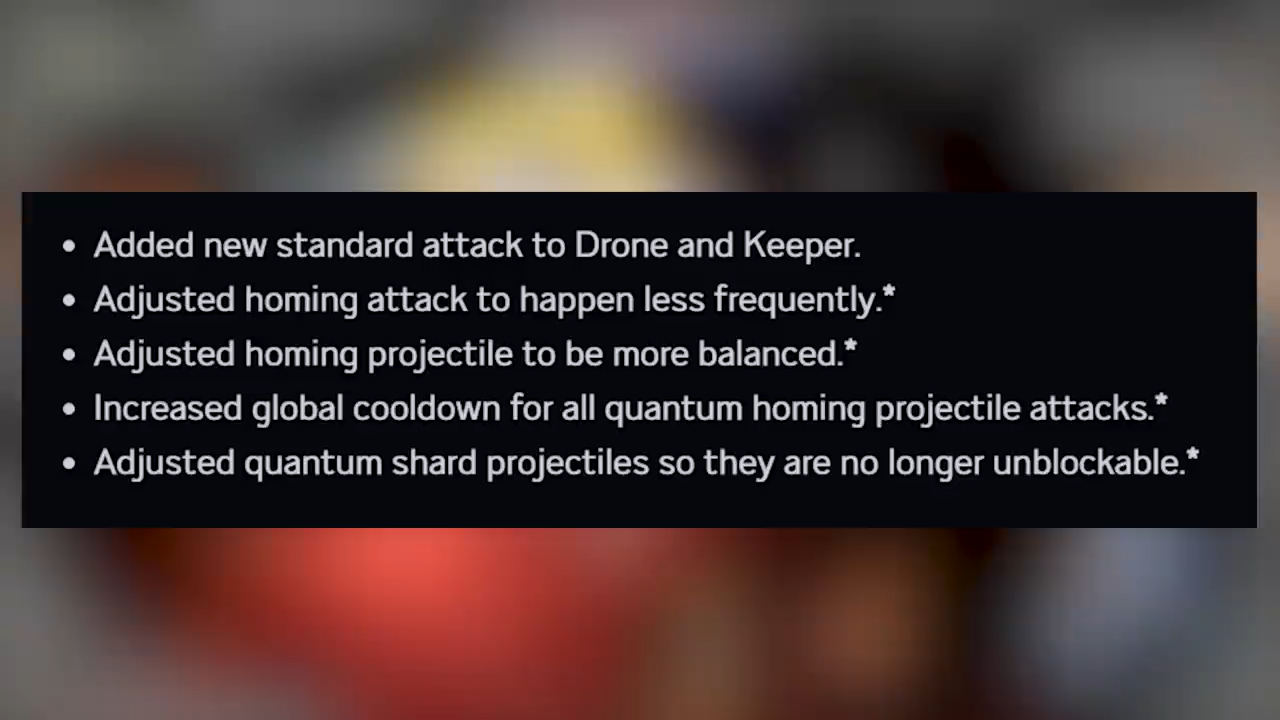 • Added new standard attack to Drone and Keeper.
• Adjusted homing attack to happen less frequently.*
• Adjusted homing projectile to be more balanced.*
• Increased global cooldown for all quantum homing projectile attacks.*
• Adjusted quantum shard projectiles so they are no longer unblockable.*